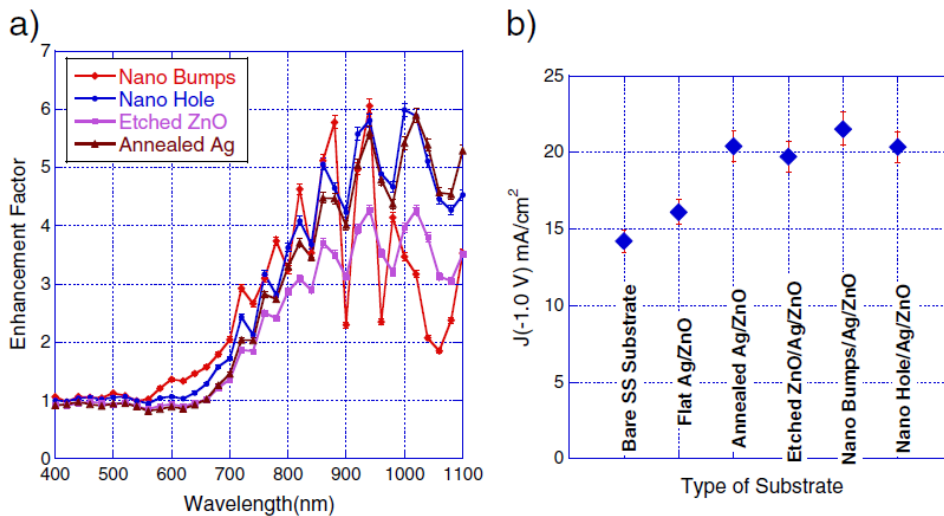 a)
Enhancement Factor
7
6
5
4
3
2
1
0
Nano Bumps
Nano Hole
Etched ZnO
Annealed Ag
400 500 600 700 800 900 1000 1100
Wavelength(nm)
b)
J(-1.0 V) mA/cm²
25
20
15
10
5
0
Bare SS Substrate
Flat Ag/ZnO
Annealed Ag/ZnO
Etched ZnO/Ag/ZnO
Nano Bumps/Ag/ZnO
Nano Hole/Ag/ZnO
Type of Substrate